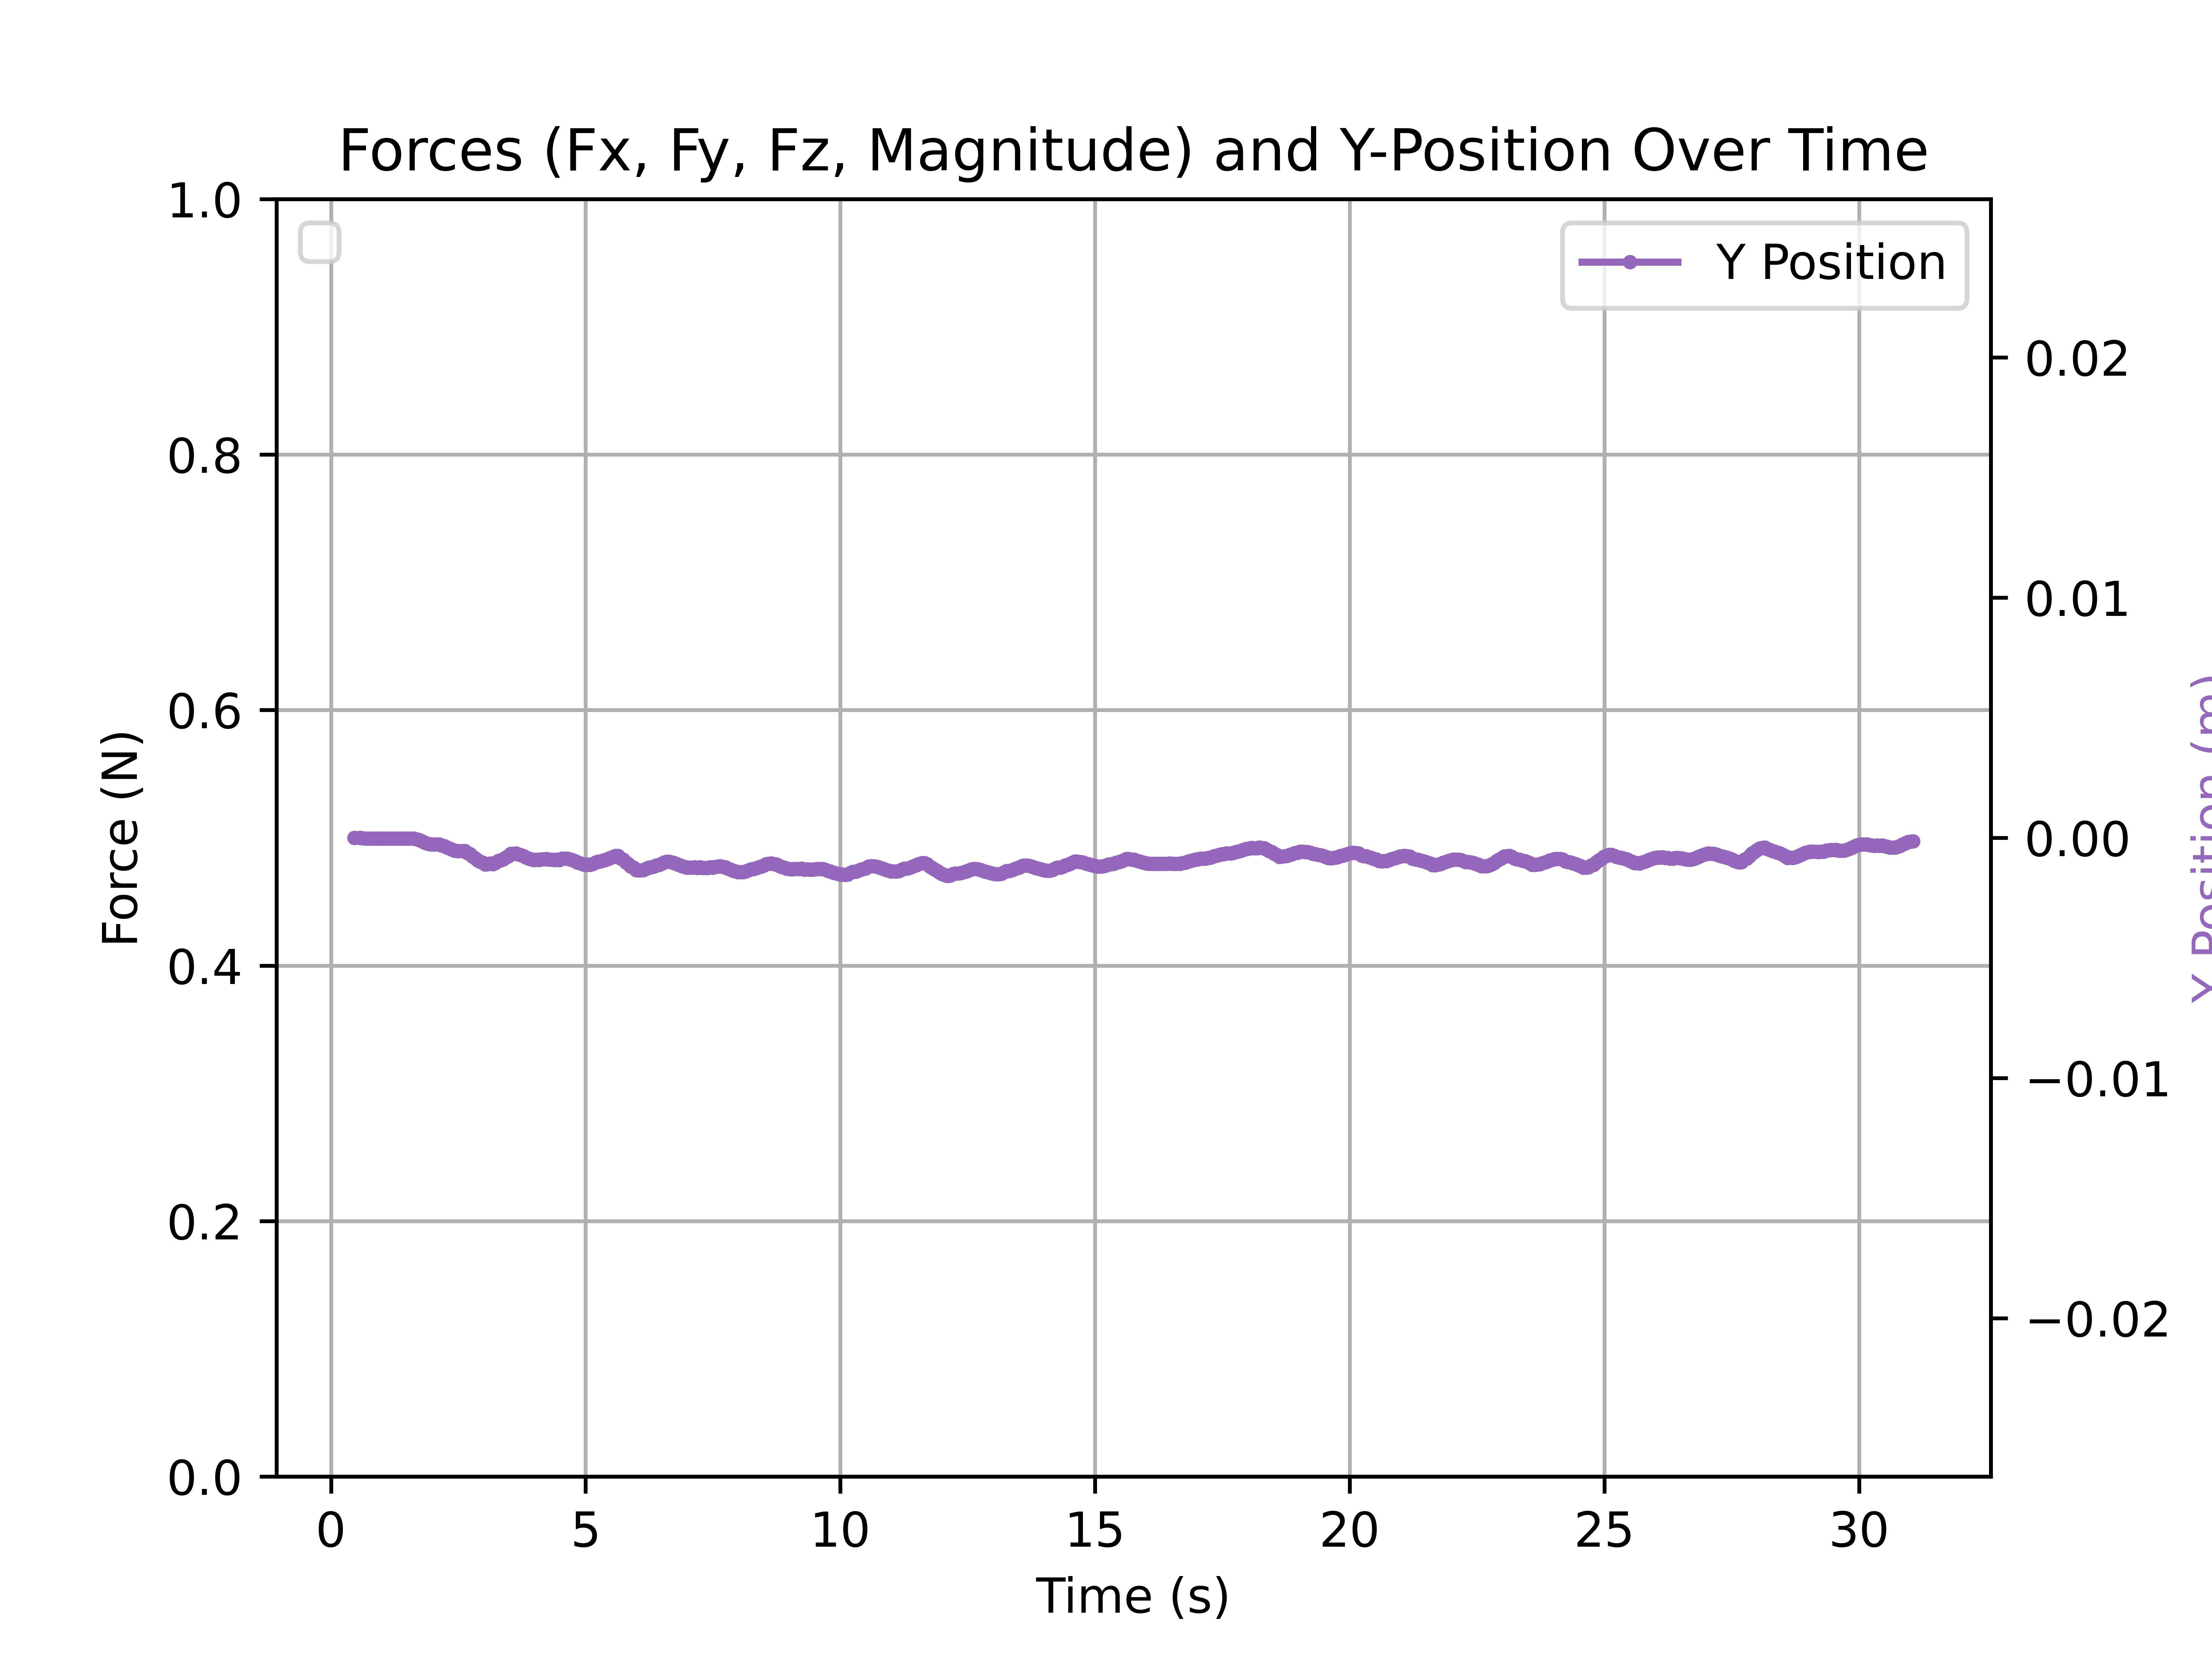 Forces (Fx, Fy, Fz, Magnitude) and Y-Position Over Time
1.0
0.8
0.6
0.4
0.2
0.0
Force (N)
Y Position
0.02
0.01
0.00
−0.01
−0.02
Y Position (m)
0 5 10 15 20 25 30
Time (s)